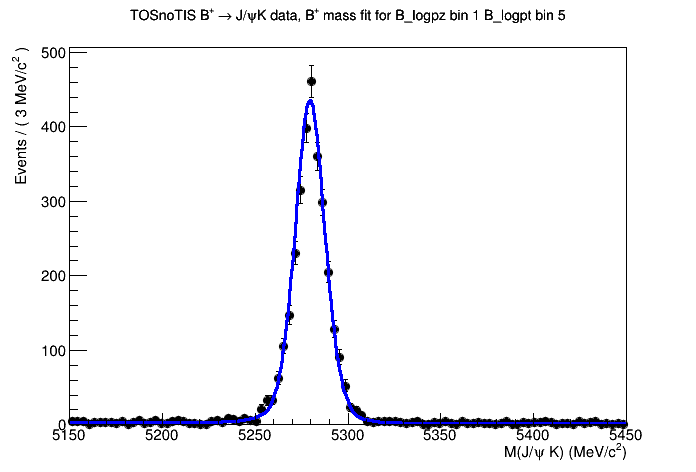 TOSnoTIS B⁺ → J/ψK data, B⁺ mass fit for B_logpz bin 1 B_logpt bin 5
Events / ( 3 MeV/c² )
500
400
300
200
100
0
5150 5200 5250 5300 5350 5400 5450
M(J/ψ K) (MeV/c²)